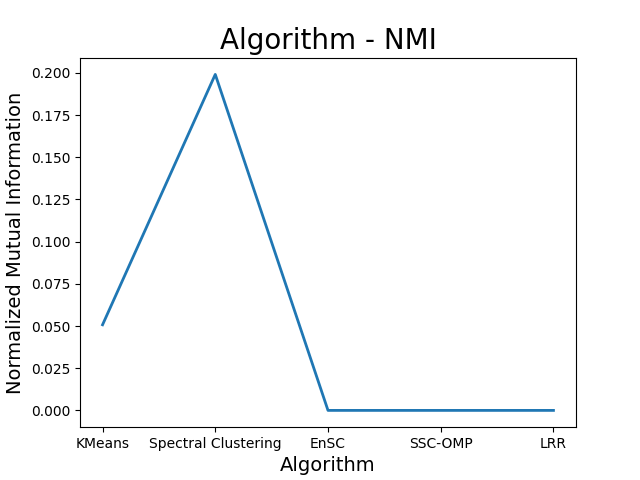 Algorithm - NMI
Normalized Mutual Information
0.200
0.175
0.150
0.125
0.100
0.075
0.050
0.025
0.000
KMeans Spectral Clustering EnSC SSC-OMP LRR
Algorithm